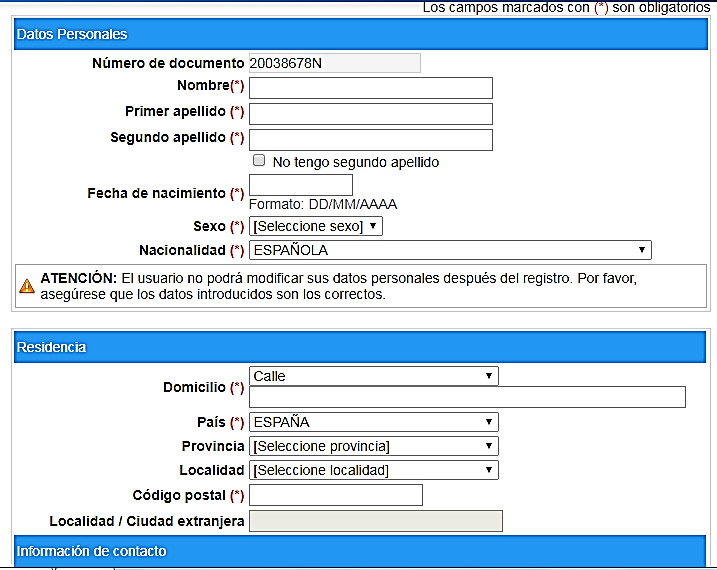 Los campos marcados con (*) son obligatorios
Datos Personales
Número de documento 20038678N
Nombre(*)
Primer apellido (*)
Segundo apellido (*)
No tengo segundo apellido
Fecha de nacimiento (*)
Formato: DD/MM/AAAA
Sexo (*) [Seleccione sexo]
Nacionalidad (*) ESPAÑOLA
ATENCIÓN: El usuario no podrá modificar sus datos personales después del registro. Por favor,
asegúrese que los datos introducidos son los correctos.
Residencia
Domicilio (*) Calle
País (*) ESPAÑA
Provincia [Seleccione provincia]
Localidad [Seleccione localidad]
Código postal (*)
Localidad / Ciudad extranjera
Información de contacto